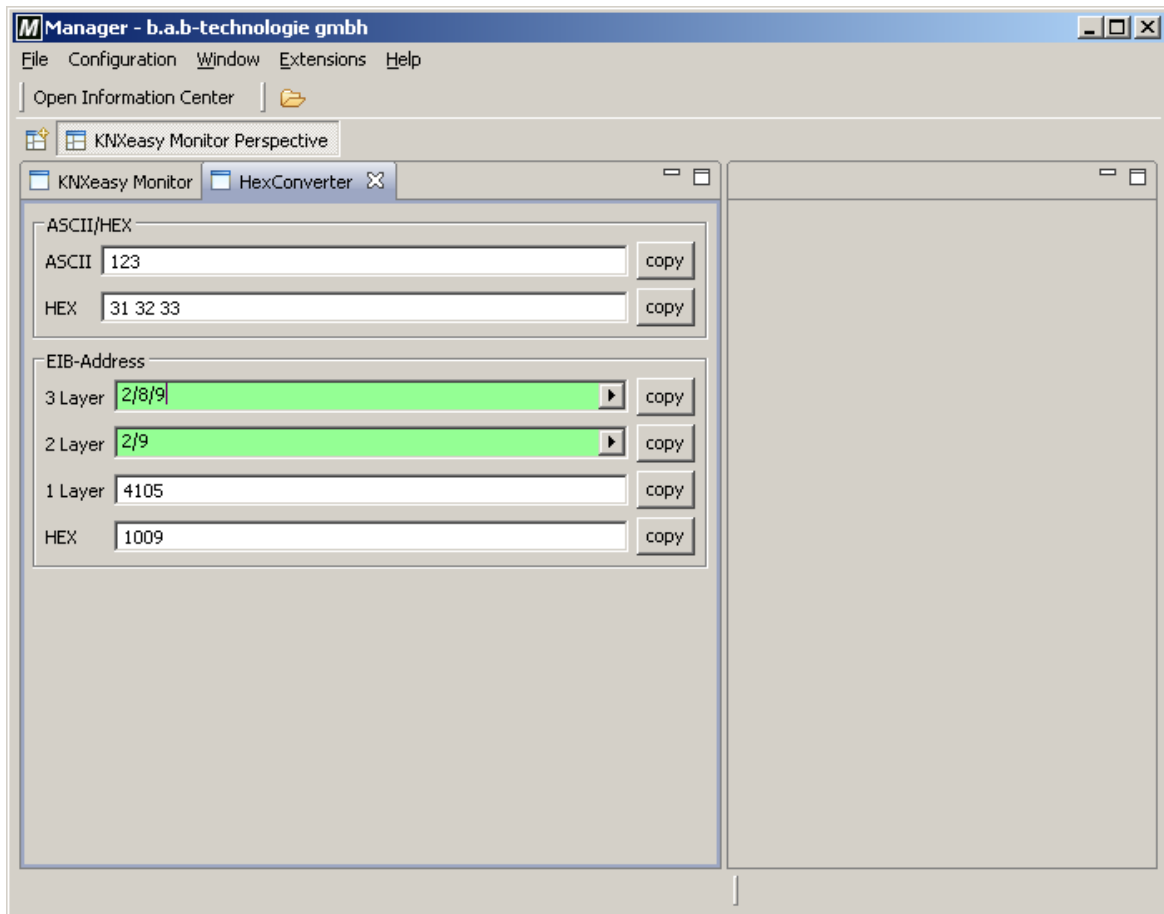 M Manager - b.a.b-technologie gmbh
File Configuration Window Extensions Help
Open Information Center
KNXeasy Monitor Perspective
KNXeasy Monitor HexConverter
ASCII/HEX
ASCII 123 copy
HEX 31 32 33 copy
EIB-Address
3 Layer 2/8/9 copy
2 Layer 2/9 copy
1 Layer 4105 copy
HEX 1009 copy